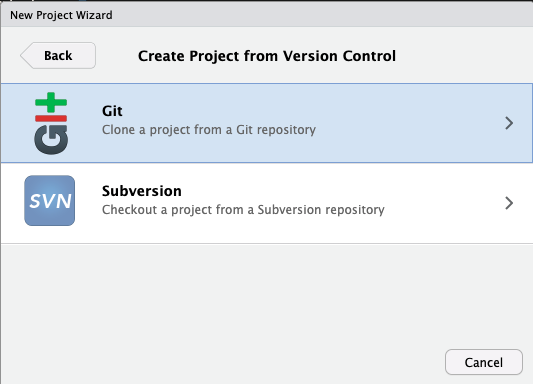 New Project Wizard
Back
Create Project from Version Control
git
Git
Clone a project from a Git repository
SVN
Subversion
Checkout a project from a Subversion repository
Cancel